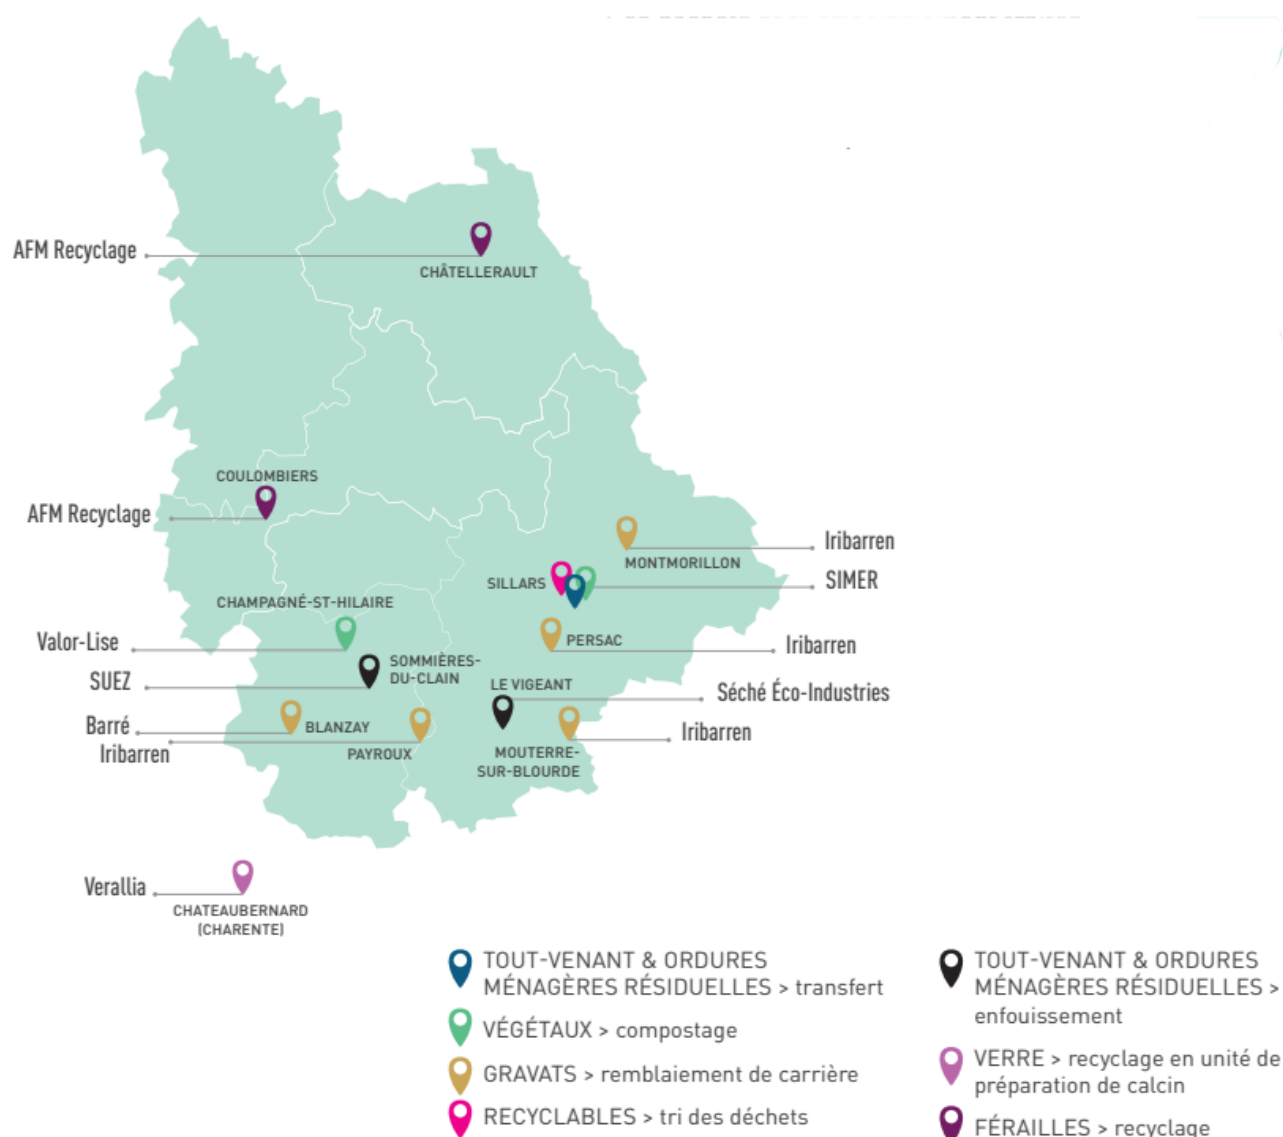 AFM Recyclage
CHÂTELLERAULT
COULOMBIERS
AFM Recyclage
Iribarren
MONTMORILLON
SILLARS
SIMER
CHAMPAGNÉ-ST-HILAIRE
Valor-Lise
PERSAC
Iribarren
SOMMIÈRES-
DU-CLAIN
SUEZ
LE VIGEANT
Séché Éco-Industries
Barré
BLANZAY
Iribarren
PAYROUX
MOUTERRE-
SUR-BLOURDE
Iribarren
Verallia
CHATEAUBERNARD
(CHARENTE)
TOUT-VENANT & ORDURES
MÉNAGÈRES RÉSIDUELLES > transfert
VÉGÉTAUX > compostage
GRAVATS > remblaiement de carrière
RECYCLABLES > tri des déchets
TOUT-VENANT & ORDURES
MÉNAGÈRES RÉSIDUELLES >
enfouissement
VERRE > recyclage en unité de
préparation de calcin
FÉRAILLES > recyclage